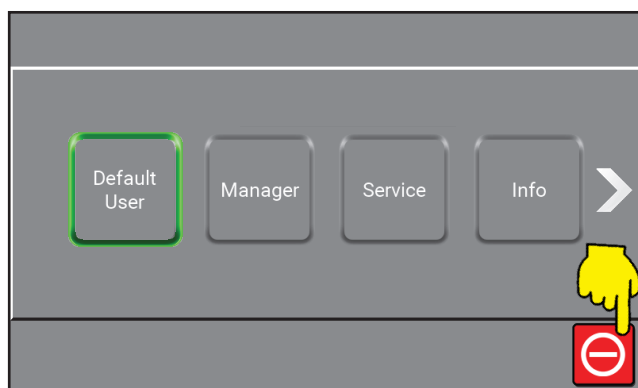 Default
User
Manager
Service
Info